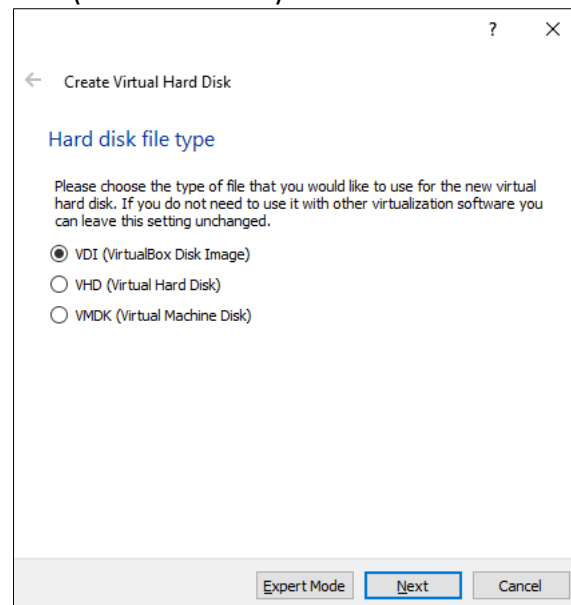 ?
Create Virtual Hard Disk
Hard disk file type
Please choose the type of file that you would like to use for the new virtual
hard disk. If you do not need to use it with other virtualization software you
can leave this setting unchanged.
VDI (VirtualBox Disk Image)
VHD (Virtual Hard Disk)
VMDK (Virtual Machine Disk)
Expert Mode Next Cancel